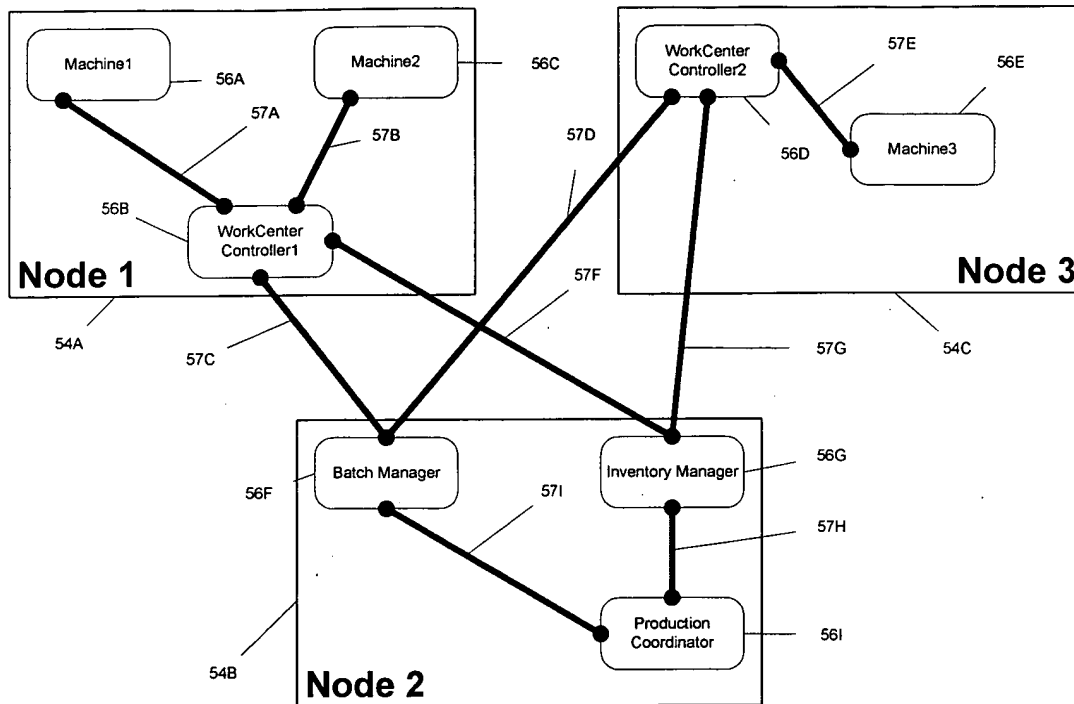 Machine1
56A
57A
Machine2
56C
57B
56B
WorkCenter
Controller1
Node 1
54A
57C
57D
57F
WorkCenter
Controller2
57E
56E
56D
Machine3
Node 3
54C
57G
Batch Manager
56F
57I
Inventory Manager
56G
57H
Production
Coordinator
56I
54B
Node 2